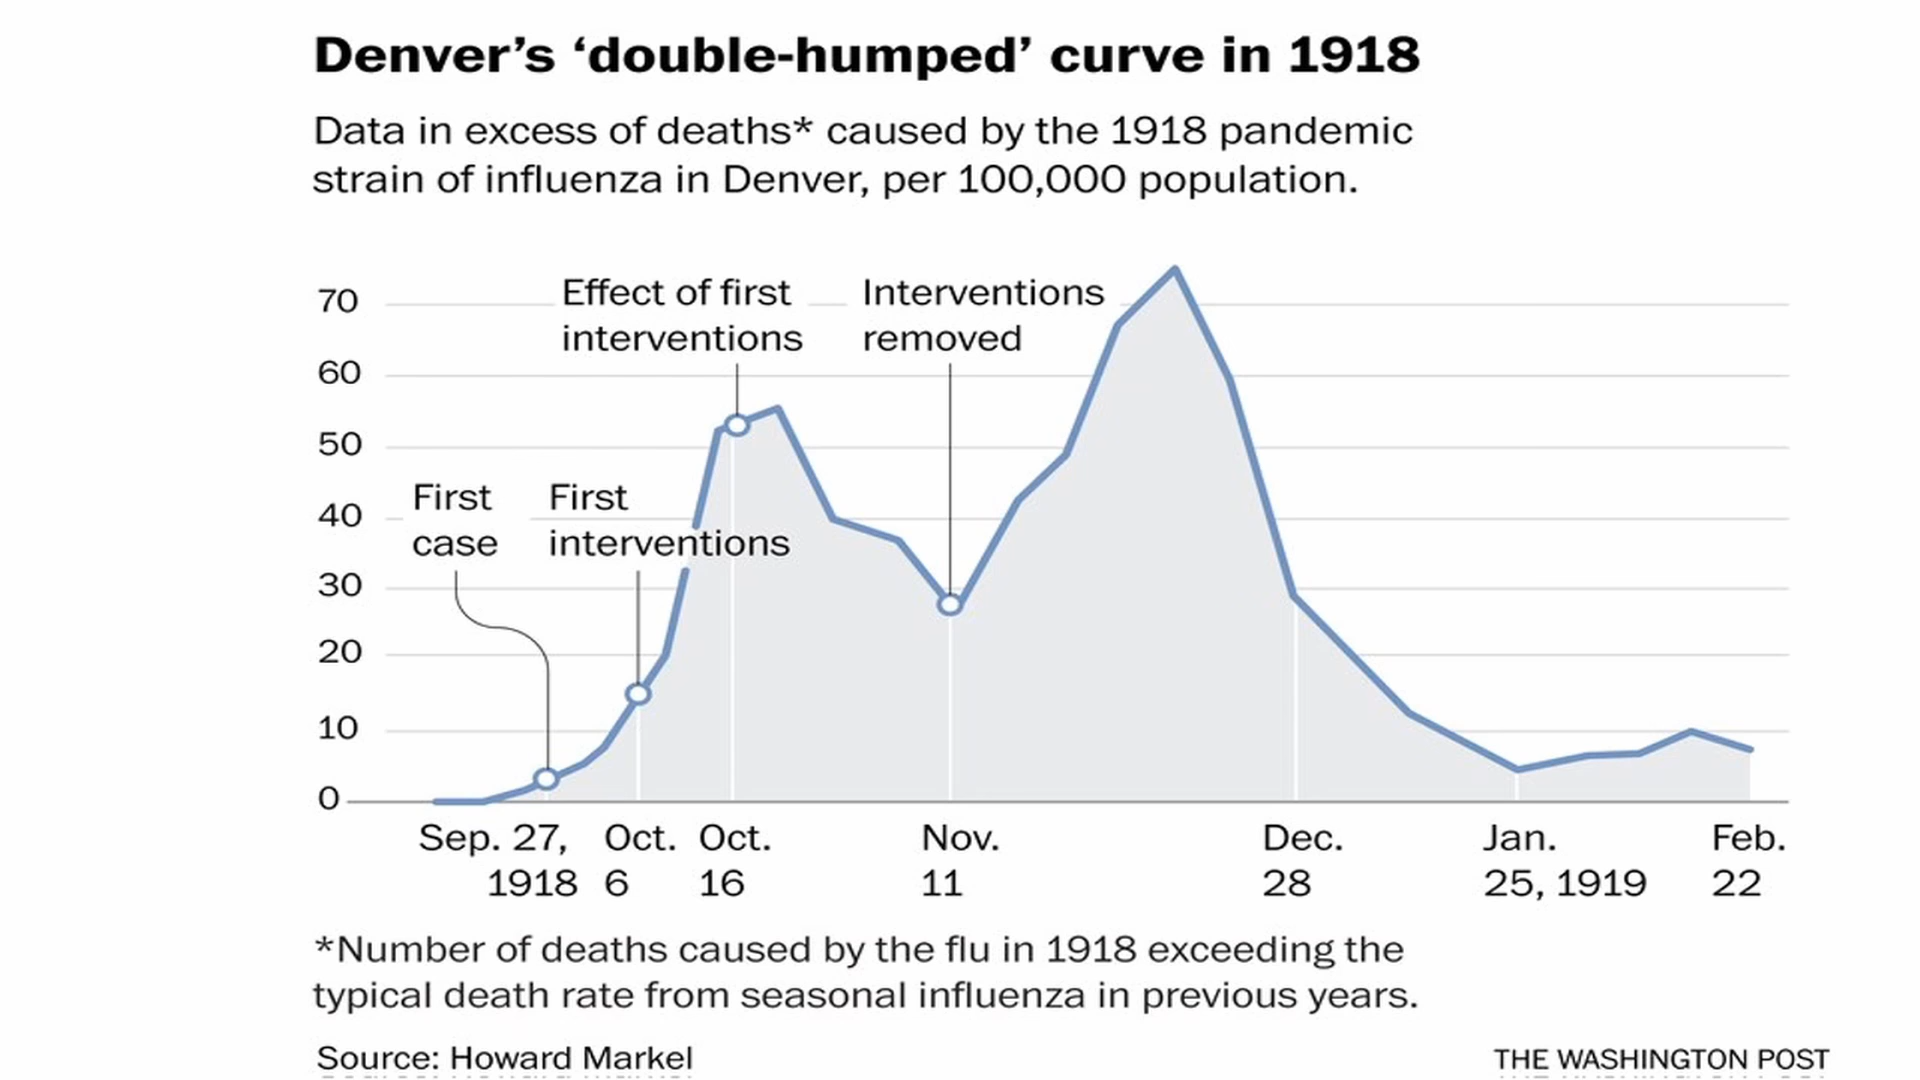 Denver’s ‘double-humped’ curve in 1918
Data in excess of deaths* caused by the 1918 pandemic
strain of influenza in Denver, per 100,000 population.
Effect of first
interventions
Interventions
removed
First
case
First
interventions
70
60
50
40
30
20
10
0
Sep. 27,
1918
Oct.
6
Oct.
16
Nov.
11
Dec.
28
Jan.
25, 1919
Feb.
22
*Number of deaths caused by the flu in 1918 exceeding the
typical death rate from seasonal influenza in previous years.
Source: Howard Markel
THE WASHINGTON POST